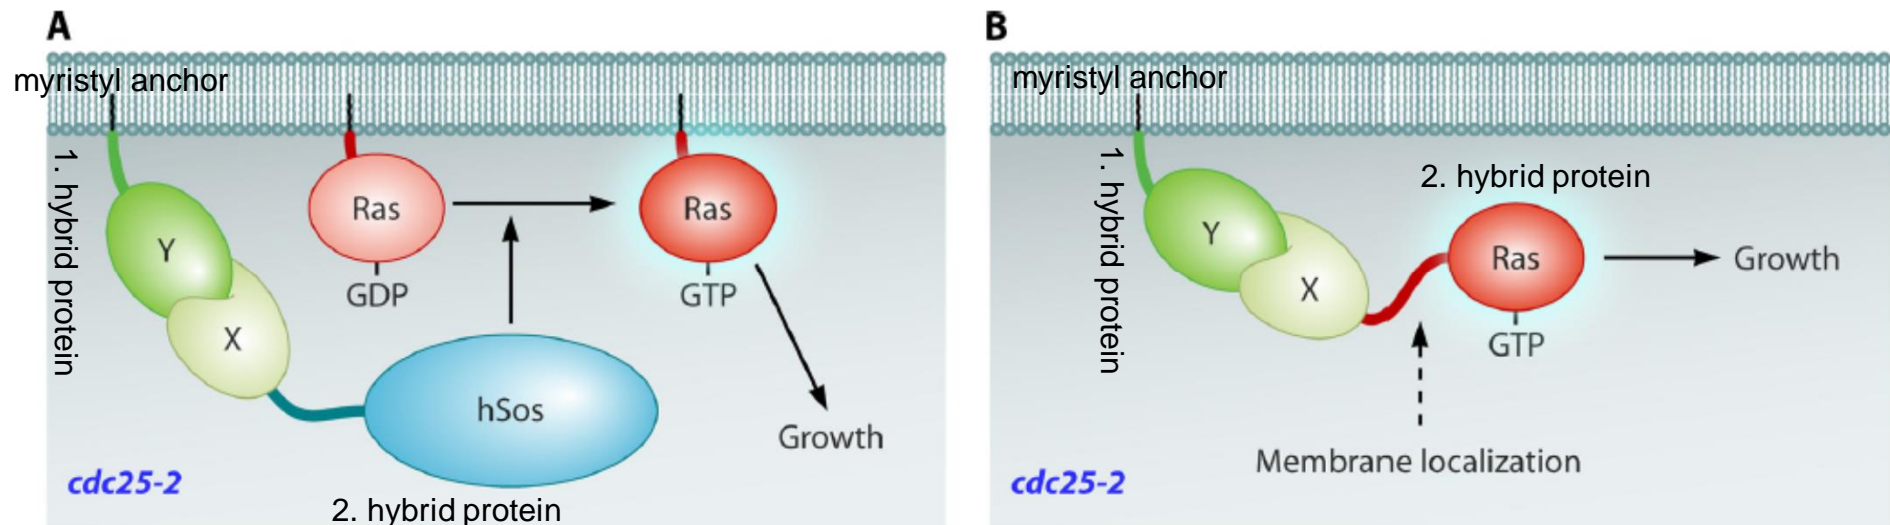 A
myristyl anchor
1. hybrid protein
Y
X
Ras
GDP
Ras
GTP
hSos
Growth
cdc25-2
2. hybrid protein
B
myristyl anchor
1. hybrid protein
2. hybrid protein
Y
X
Ras
GTP
Growth
Membrane localization
cdc25-2